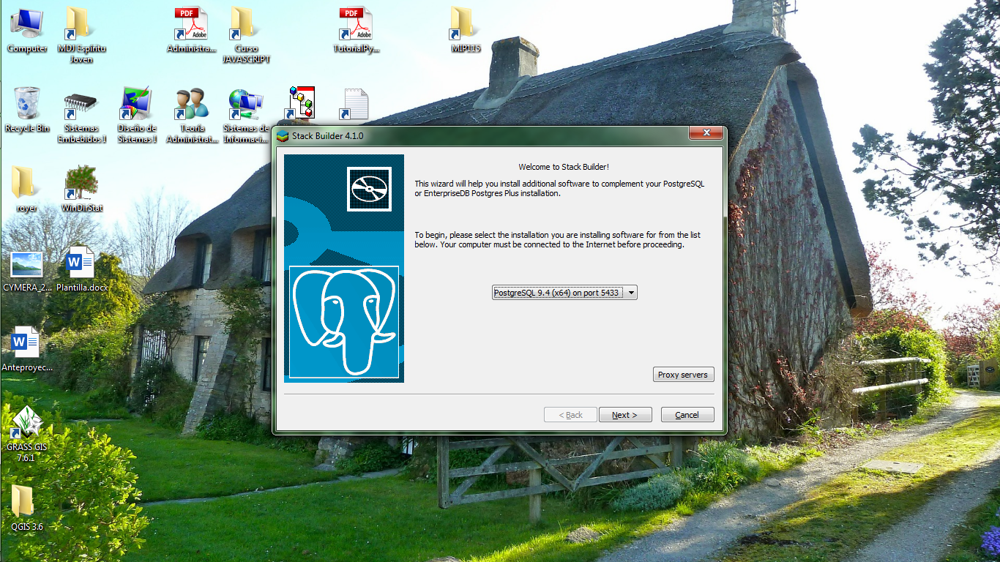 Computer
MDJ Espíritu
Joven
PDF
Adobe
Administra...
Curso
JAVASCRIPT
PDF
Adobe
TutorialPy...
MIP115
Recycle Bin
Sistemas
Embebidos I
Diseño de
Sistemas I
Teoria
Administrat...
Sistemas de
Informaci...
royer
WinDirStat
CYMERA_2...
W
Plantilla.docx
W
Anteproyec...
GRASS GIS
7.6.1
QGIS 3.6
Stack Builder 4.1.0
Welcome to Stack Builder!
This wizard will help you install additional software to complement your PostgreSQL
or EnterpriseDB Postgres Plus installation.
To begin, please select the installation you are installing software for from the list
below. Your computer must be connected to the Internet before proceeding.
PostgreSQL 9.4 (x64) on port 5433
Proxy servers
< Back
Next >
Cancel